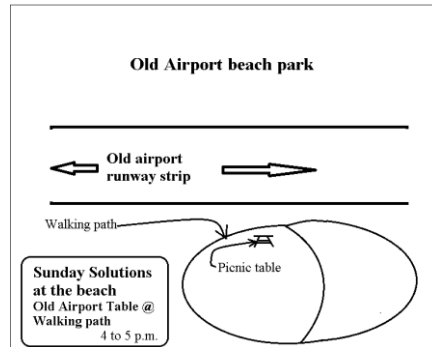 Old Airport beach park
Old airport
runway strip
Walking path
Picnic table
Sunday Solutions
at the beach
Old Airport Table @
Walking path
4 to 5 p.m.